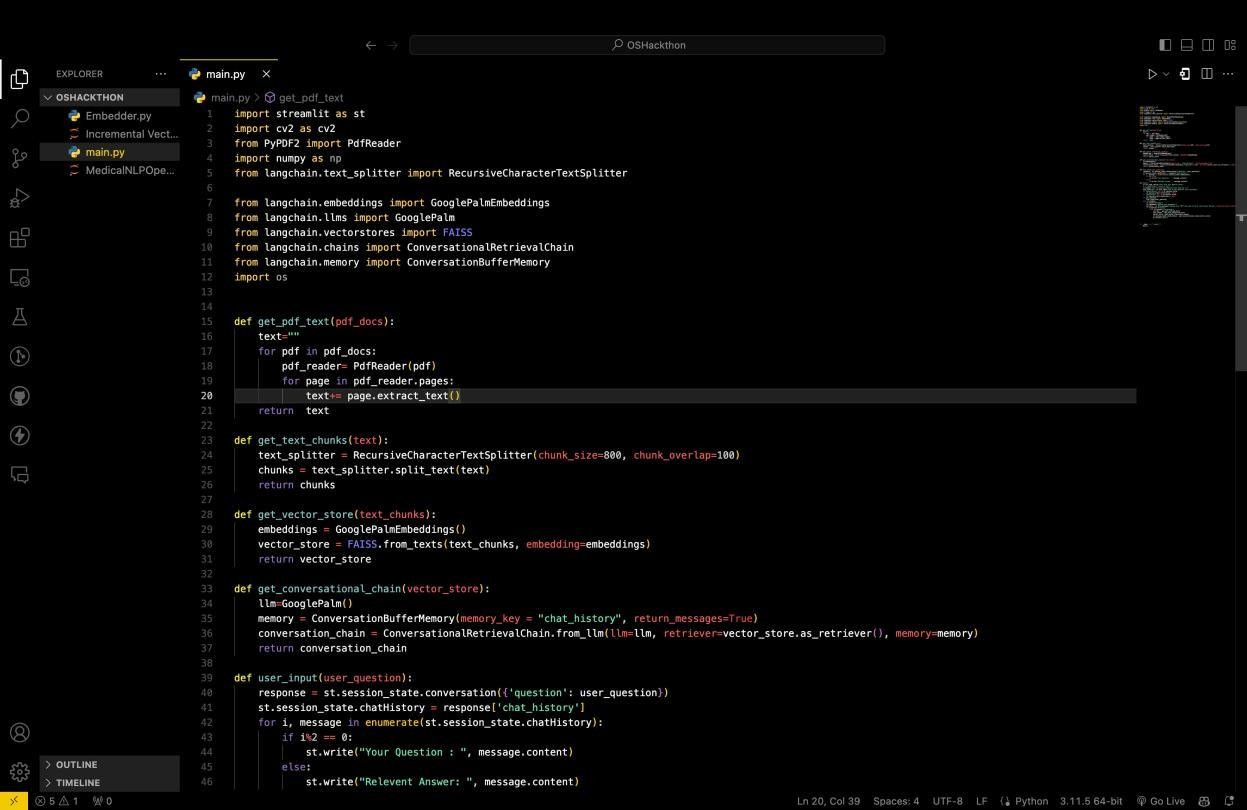 OSHackthon
EXPLORER
main.py
OSHACKTHON
Embedder.py
Incremental Vect...
main.py
MedicalNLPOpe...
OUTLINE
TIMELINE
main.py > get_pdf_text
1 import streamlit as st
2 import cv2 as cv2
3 from PyPDF2 import PdfReader
4 import numpy as np
5 from langchain.text_splitter import RecursiveCharacterTextSplitter
6
7 from langchain.embeddings import GooglePalmEmbeddings
8 from langchain.llms import GooglePalm
9 from langchain.vectorstores import FAISS
10 from langchain.chains import ConversationalRetrievalChain
11 from langchain.memory import ConversationBufferMemory
12 import os
13
14
15 def get_pdf_text(pdf_docs):
16 text=""
17 for pdf in pdf_docs:
18 pdf_reader= PdfReader(pdf)
19 for page in pdf_reader.pages:
20 text+= page.extract_text()
21 return  text
22
23 def get_text_chunks(text):
24 text_splitter = RecursiveCharacterTextSplitter(chunk_size=800, chunk_overlap=100)
25 chunks = text_splitter.split_text(text)
26 return chunks
27
28 def get_vector_store(text_chunks):
29 embeddings = GooglePalmEmbeddings()
30 vector_store = FAISS.from_texts(text_chunks, embedding=embeddings)
31 return vector_store
32
33 def get_conversational_chain(vector_store):
34 llm=GooglePalm()
35 memory = ConversationBufferMemory(memory_key = "chat_history", return_messages=True)
36 conversation_chain = ConversationalRetrievalChain.from_llm(llm=llm, retriever=vector_store.as_retriever(), memory=memory)
37 return conversation_chain
38
39 def user_input(user_question):
40 response = st.session_state.conversation({'question': user_question})
41 st.session_state.chatHistory = response['chat_history']
42 for i, message in enumerate(st.session_state.chatHistory):
43 if i%2 == 0:
44 st.write("Your Question : ", message.content)
45 else:
46 st.write("Relevent Answer: ", message.content)
5 1 0 Ln 20, Col 39 Spaces: 4 UTF-8 LF Python 3.11.5 64-bit Go Live